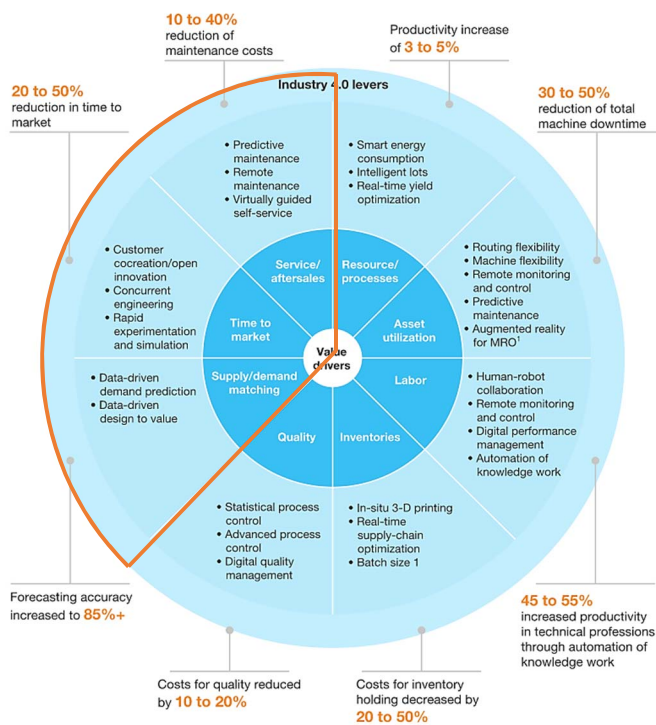 10 to 40%
reduction of
maintenance costs
Productivity increase
of 3 to 5%
20 to 50%
reduction in time to
market
30 to 50%
reduction of total
machine downtime
Industry 4.0 levers
• Predictive
maintenance
• Remote
maintenance
• Virtually guided
self-service
• Smart energy
consumption
• Intelligent lots
• Real-time yield
optimization
• Customer
cocreation/open
innovation
• Concurrent
engineering
• Rapid
experimentation
and simulation
Service/
aftersales
Resource/
processes
• Routing flexibility
• Machine flexibility
• Remote monitoring
and control
• Predictive
maintenance
• Augmented reality
for MRO¹
Time to
market
Asset
utilization
Value
drivers
• Data-driven
demand prediction
• Data-driven
design to value
Supply/demand
matching
Labor
• Human-robot
collaboration
• Remote monitoring
and control
• Digital performance
management
• Automation of
knowledge work
Quality
Inventories
• Statistical process
control
• Advanced process
control
• Digital quality
management
• In-situ 3-D printing
• Real-time
supply-chain
optimization
• Batch size 1
Forecasting accuracy
increased to 85%+
45 to 55%
increased productivity
in technical professions
through automation of
knowledge work
Costs for quality reduced
by 10 to 20%
Costs for inventory
holding decreased by
20 to 50%